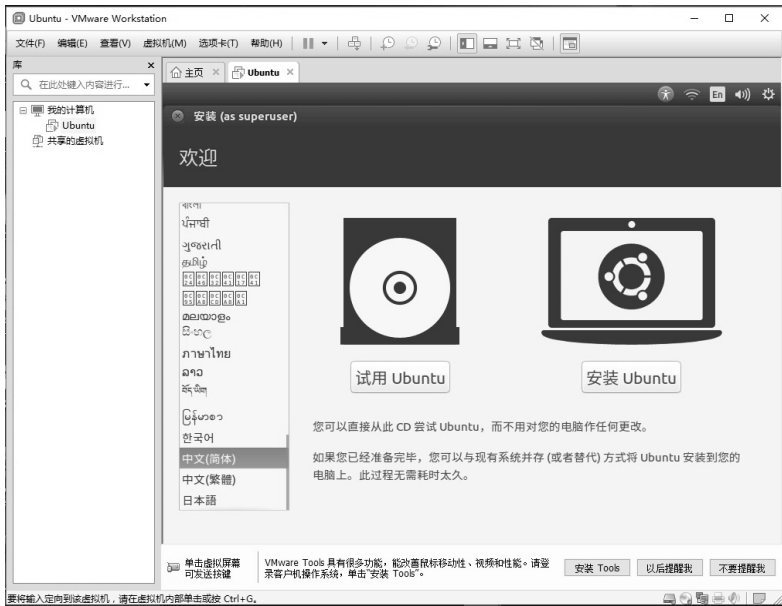 Ubuntu - VMware Workstation
文件(F) 编辑(E) 查看(V) 虚拟机(M) 选项卡(T) 帮助(H)
库
在此处键入内容进行...
我的计算机
Ubuntu
共享的虚拟机
主页
Ubuntu
En
安装 (as superuser)
欢迎
বাংলা
ਪੰਜਾਬੀ
ગુજરાતી
தமிழ்
മലയാളം
සිංහල
ภาษาไทย
ລາວ
မြန်မာစာ
한국어
中文(简体)
中文(繁體)
日本語
试用 Ubuntu
安装 Ubuntu
您可以直接从此 CD 尝试 Ubuntu，而不用对您的电脑作任何更改。
如果您已经准备完毕，您可以与现有系统并存 (或者替代) 方式将 Ubuntu 安装到您的
电脑上。此过程无需耗时太久。
单击虚拟屏幕
可发送按键
VMware Tools 具有很多功能，能改善鼠标移动性、视频和性能。请登
录客户机操作系统，单击"安装 Tools"。
安装 Tools
以后提醒我
不要提醒我
要将输入定向到该虚拟机，请在虚拟机内部单击或按 Ctrl+G。